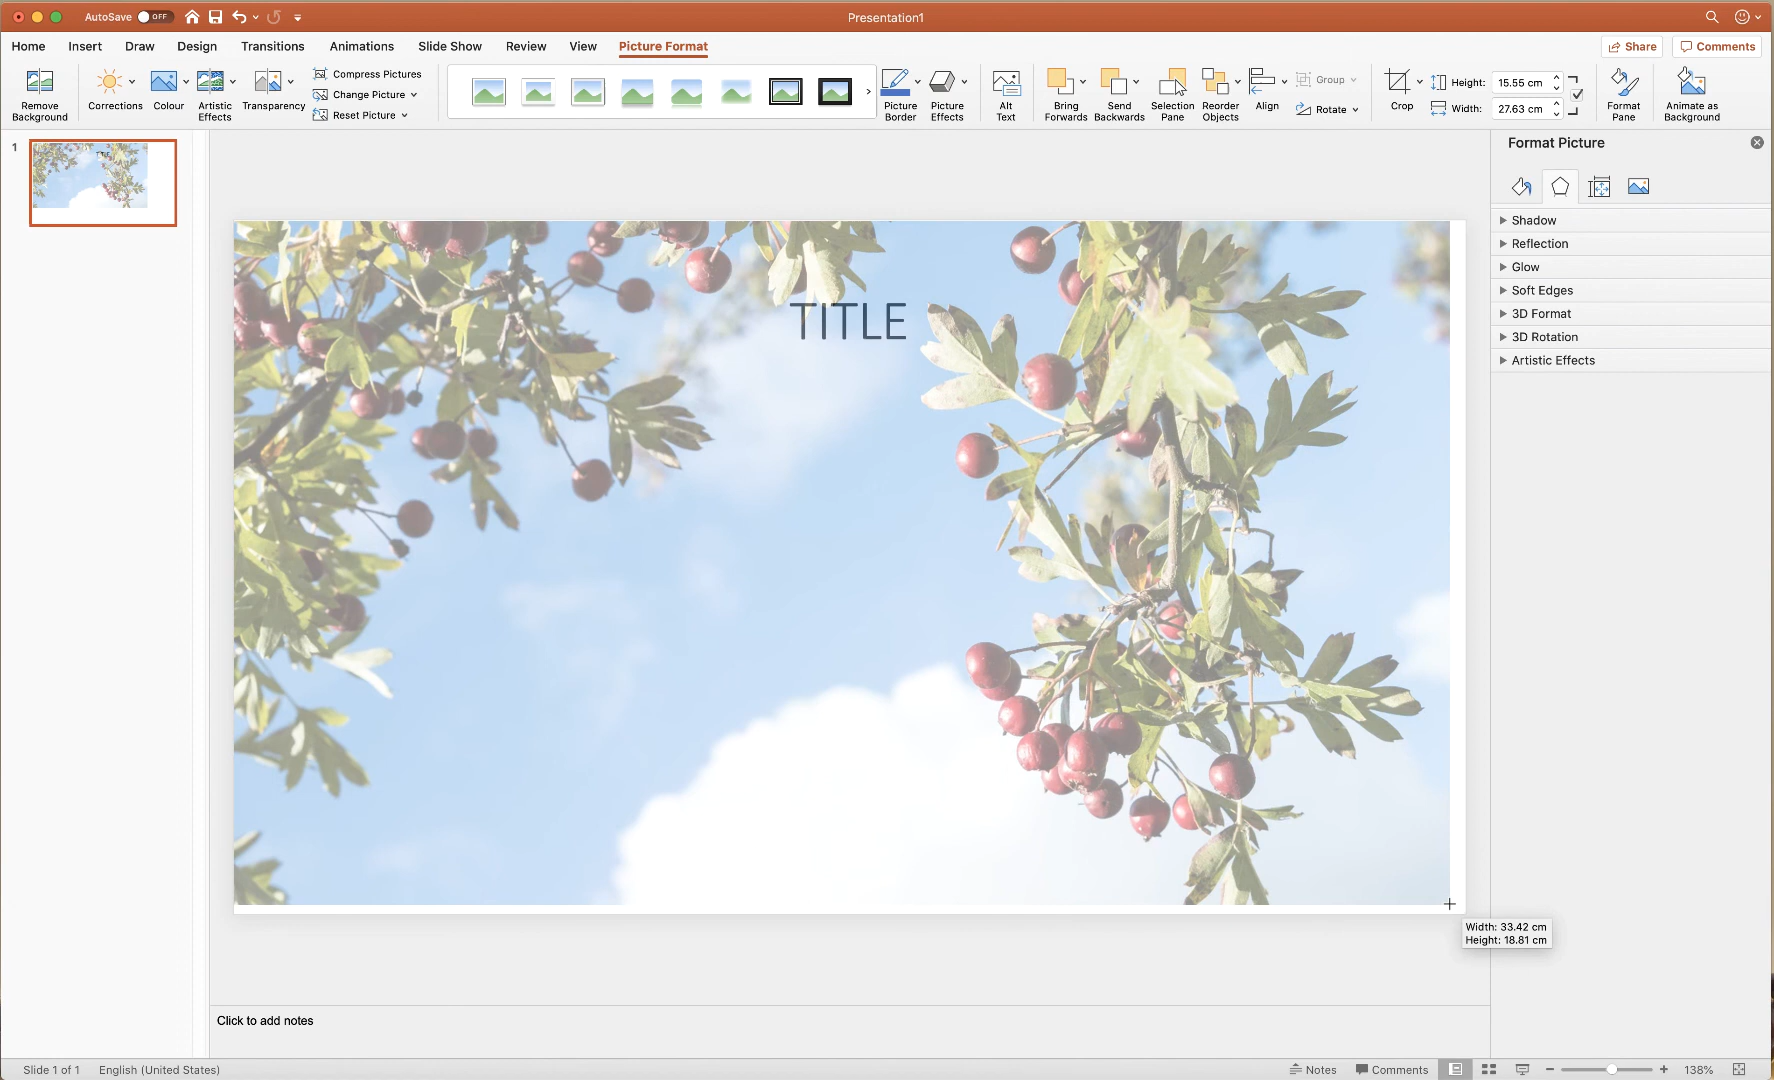 AutoSave OFF
Presentation1
Home Insert Draw Design Transitions Animations Slide Show Review View Picture Format
Share Comments
Remove Background
Corrections
Colour
Artistic Effects
Transparency
Compress Pictures
Change Picture
Reset Picture
Picture Border
Picture Effects
Alt Text
Bring Forwards
Send Backwards
Selection Pane
Reorder Objects
Align
Group
Rotate
Crop
Height: 15.55 cm
Width: 27.63 cm
Format Pane
Animate as Background
1
TITLE
Format Picture
Shadow
Reflection
Glow
Soft Edges
3D Format
3D Rotation
Artistic Effects
TITLE
Width: 33.42 cm
Height: 18.81 cm
Click to add notes
Slide 1 of 1 English (United States)
Notes Comments 138%